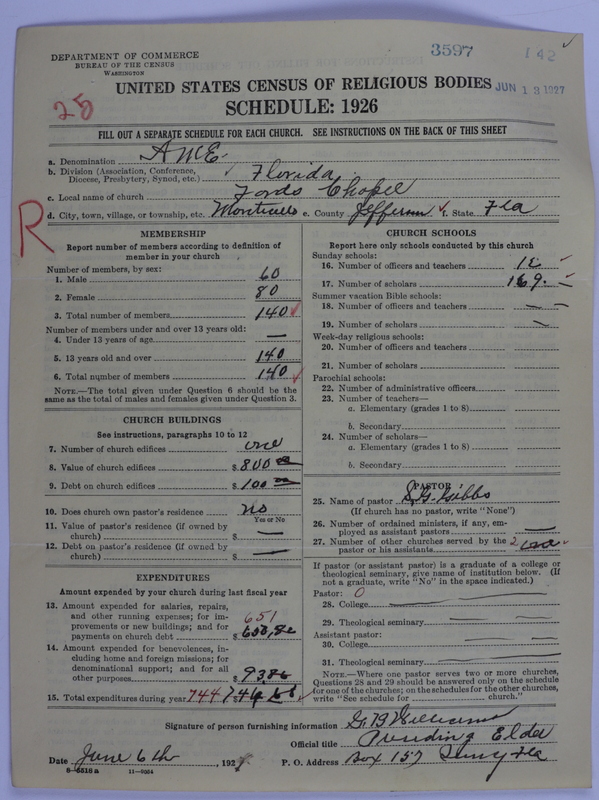 3597 142 ✓
DEPARTMENT OF COMMERCE
BUREAU OF THE CENSUS
WASHINGTON
UNITED STATES CENSUS OF RELIGIOUS BODIES
JUN 13 1927
28
SCHEDULE: 1926
FILL OUT A SEPARATE SCHEDULE FOR EACH CHURCH. SEE INSTRUCTIONS ON THE BACK OF THIS SHEET
a. Denomination AME
b. Division (Association, Conference, Diocese, Presbytery, Synod, etc.) Florida
c. Local name of church Fords Chapel
d. City, town, village, or township, etc. Monticello e. County Jefferson ✓ f. State Fla
R
MEMBERSHIP
Report number of members according to definition of
member in your church
Number of members, by sex:
1. Male 60
2. Female 80
3. Total number of members 140 ✓
Number of members under and over 13 years old:
4. Under 13 years of age —
5. 13 years old and over 140
6. Total number of members 140 ✓
NOTE.—The total given under Question 6 should be
same as the total of males and females given under Question 3.
CHURCH BUILDINGS
See instructions, paragraphs 10 to 12
7. Number of church edifices one
8. Value of church edifices $ 800 00
9. Debt on church edifices $ 100 00
10. Does church own pastor's residence no
Yes or No
11. Value of pastor's residence (if owned by
church) $ —
12. Debt on pastor's residence (if owned by
church) $ —
EXPENDITURES
Amount expended by your church during last fiscal year
13. Amount expended for salaries, repairs,
and other running expenses; for im- 651
provements or new buildings; and for
payments on church debt $
14. Amount expended for benevolences, in-
cluding home and foreign missions; for
denominational support; and for all
other purposes $
15. Total expenditures during year 744 $
CHURCH SCHOOLS
Report here only schools conducted by this church
Sunday schools:
16. Number of officers and teachers
17. Number of scholars 169
Summer vacation Bible schools:
18. Number of officers and teachers —
19. Number of scholars —
Week-day religious schools:
20. Number of officers and teachers
21. Number of scholars
Parochial schools:
22. Number of administrative officers
23. Number of teachers—
a. Elementary (grades 1 to 8)
b. Secondary
24. Number of scholars—
a. Elementary (grades 1 to 8)
b. Secondary
PASTOR
25. Name of pastor Gibbs
(If church has no pastor, write "None")
26. Number of ordained ministers, if any, em-
ployed as assistant pastors —
27. Number of other churches served by the 2
pastor or his assistants
If pastor (or assistant pastor) is a graduate of a college or
theological seminary, give name of institution below. (If
not a graduate, write "No" in the space indicated.)
Pastor: 0
28. College —
29. Theological seminary —
Assistant pastor:
30. College —
31. Theological seminary —
NOTE.—Where one pastor serves two or more churches,
Questions 28 and 29 should be answered only on the schedule
for one of the churches; on the schedules for the other churches,
write "See schedule for church."
Signature of person furnishing information Williams
Official title Presiding Elder
Date June 6th, 192 P. O. Address Box 157 Fla
8-5518a 11-9064